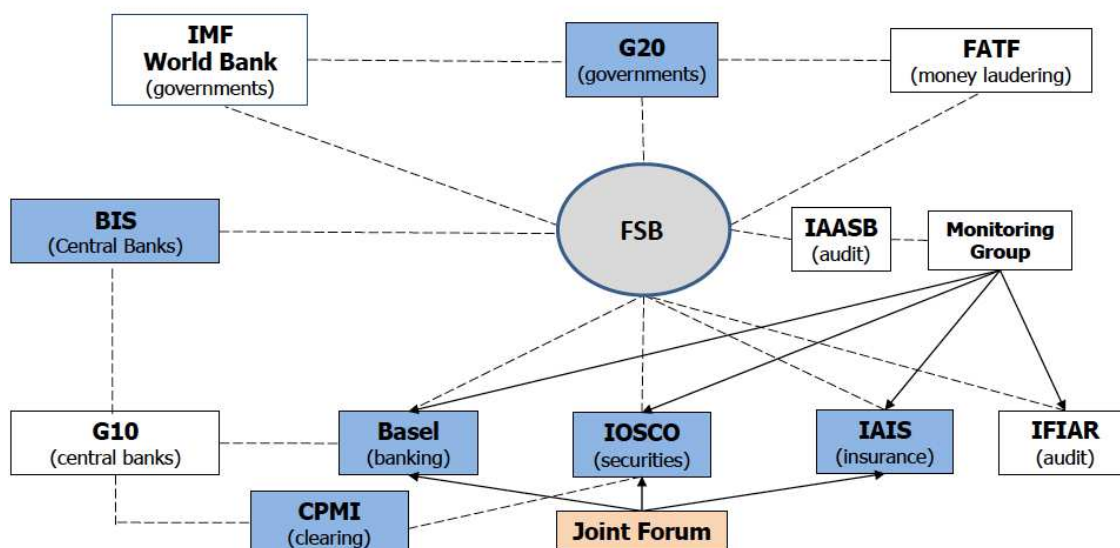 IMF
World Bank
(governments)
G20
(governments)
FATF
(money laudering)
BIS
(Central Banks)
FSB
IAASB
(audit)
Monitoring
Group
G10
(central banks)
Basel
(banking)
IOSCO
(securities)
IAIS
(insurance)
IFIAR
(audit)
CPMI
(clearing)
Joint Forum